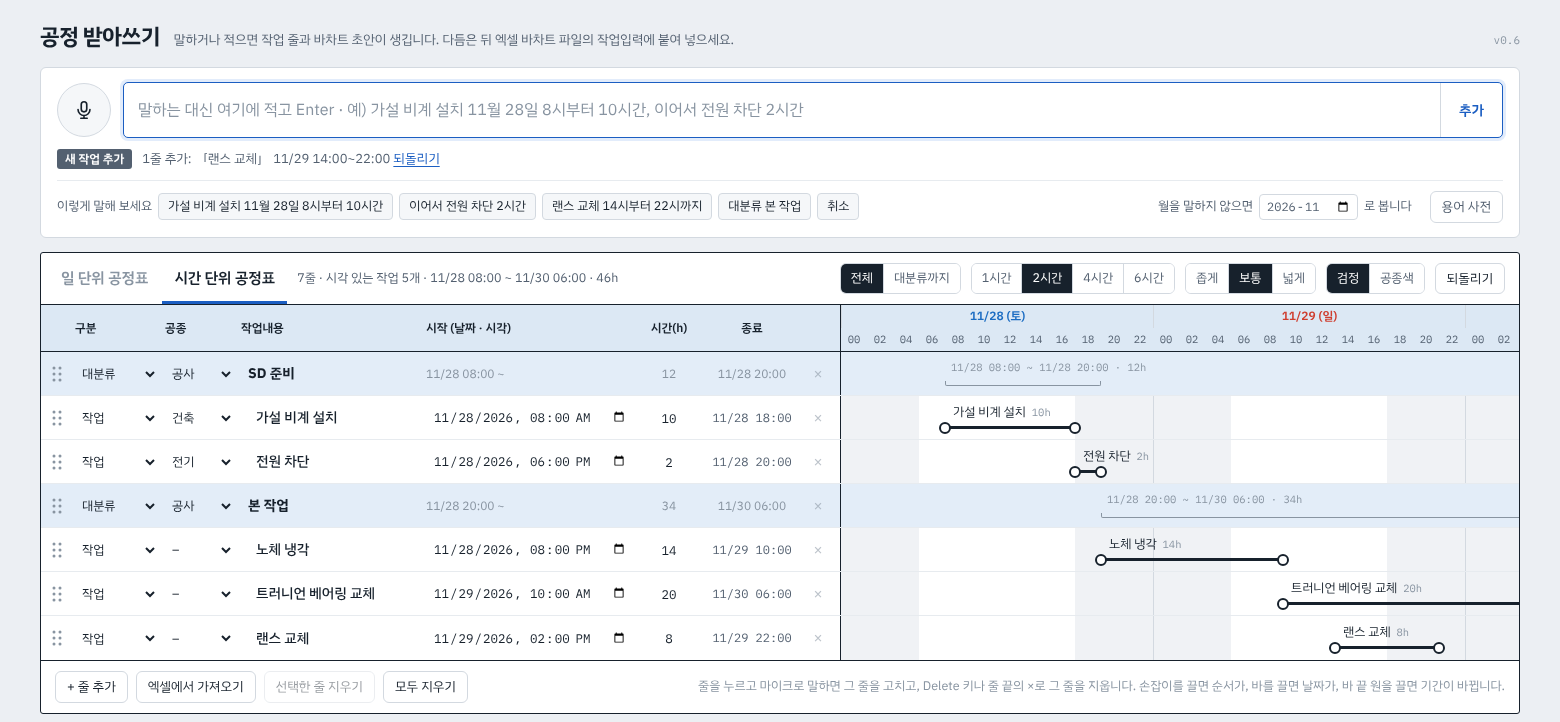 공정 받아쓰기 말하거나 적으면 작업 줄과 바차트 초안이 생깁니다. 다듬은 뒤 엑셀 바차트 파일의 작업입력에 붙여 넣으세요. v0.6
말하는 대신 여기에 적고 Enter · 예) 가설 비계 설치 11월 28일 8시부터 10시간, 이어서 전원 차단 2시간 추가
새 작업 추가 1줄 추가: 「랜스 교체」 11/29 14:00~22:00 되돌리기
이렇게 말해 보세요 가설 비계 설치 11월 28일 8시부터 10시간 이어서 전원 차단 2시간 랜스 교체 14시부터 22시까지 대분류 본 작업 취소 월을 말하지 않으면 2026-11 로 봅니다 용어 사전
일 단위 공정표 시간 단위 공정표 7줄 · 시각 있는 작업 5개 · 11/28 08:00 ~ 11/30 06:00 · 46h 전체 대분류까지 1시간 2시간 4시간 6시간 좁게 보통 넓게 검정 공종색 되돌리기
11/28 (토) 11/29 (일)
구분 공종 작업내용 시작 (날짜 · 시각) 시간(h) 종료
00 02 04 06 08 10 12 14 16 18 20 22 00 02 04 06 08 10 12 14 16 18 20 22 00 02
대분류 공사 SD 준비 11/28 08:00 ~ 12 11/28 20:00 × 11/28 08:00 ~ 11/28 20:00 · 12h
작업 건축 가설 비계 설치 11/28/2026, 08:00 AM 10 11/28 18:00 × 가설 비계 설치 10h
작업 전기 전원 차단 11/28/2026, 06:00 PM 2 11/28 20:00 × 전원 차단 2h
대분류 공사 본 작업 11/28 20:00 ~ 34 11/30 06:00 × 11/28 20:00 ~ 11/30 06:00 · 34h
작업 – 노체 냉각 11/28/2026, 08:00 PM 14 11/29 10:00 × 노체 냉각 14h
작업 – 트러니언 베어링 교체 11/29/2026, 10:00 AM 20 11/30 06:00 × 트러니언 베어링 교체 20h
작업 – 랜스 교체 11/29/2026, 02:00 PM 8 11/29 22:00 × 랜스 교체 8h
+ 줄 추가 엑셀에서 가져오기 선택한 줄 지우기 모두 지우기 줄을 누르고 마이크로 말하면 그 줄을 고치고, Delete 키나 줄 끝의 ×로 그 줄을 지웁니다. 손잡이를 끌면 순서가, 바를 끌면 날짜가, 바 끝 원을 끌면 기간이 바뀝니다.